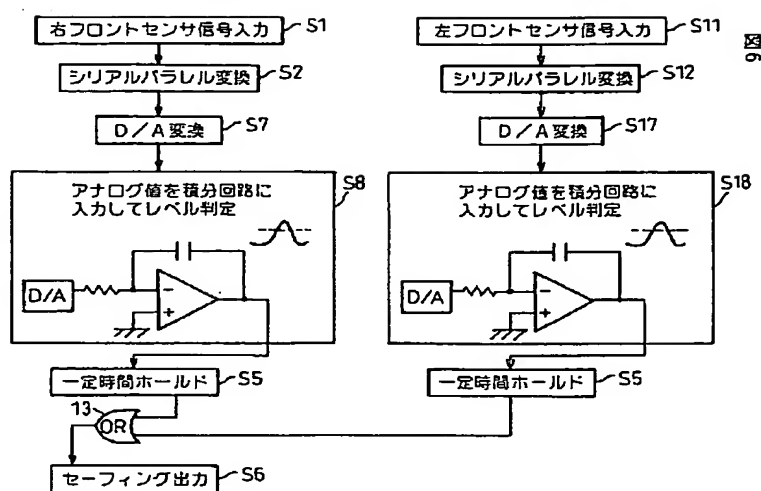 図6
右フロントセンサ信号入力 S1
シリアルパラレル変換 S2
D/A変換 S7
アナログ値を積分回路に
入力してレベル判定
S8
D/A
－
＋
一定時間ホールド S5
13
OR
セーフィング出力 S6
左フロントセンサ信号入力 S11
シリアルパラレル変換 S12
D/A変換 S17
アナログ値を積分回路に
入力してレベル判定
S18
D/A
－
＋
一定時間ホールド S5